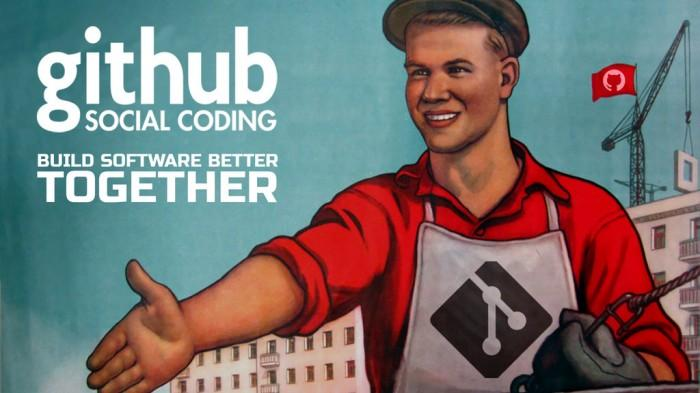 github
SOCIAL CODING
BUILD SOFTWARE BETTER
TOGETHER